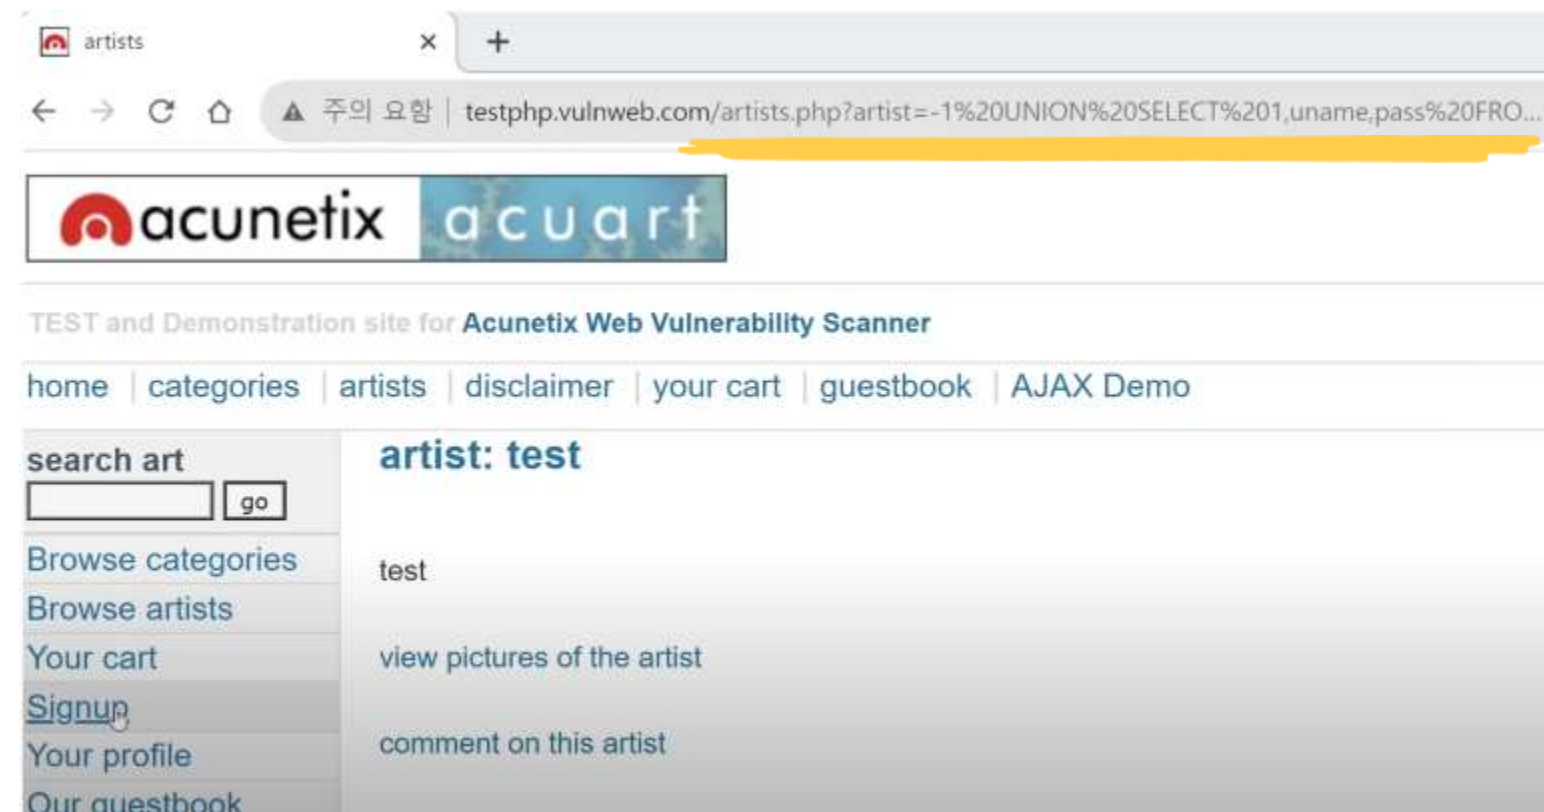 artists
주의 요함 testphp.vulnweb.com/artists.php?artist=-1%20UNION%20SELECT%201,uname,pass%20FRO...
acunetix acuart
TEST and Demonstration site for Acunetix Web Vulnerability Scanner
home | categories | artists | disclaimer | your cart | guestbook | AJAX Demo
search art
go
Browse categories
Browse artists
Your cart
Signup
Your profile
Our guestbook
artist: test
test
view pictures of the artist
comment on this artist